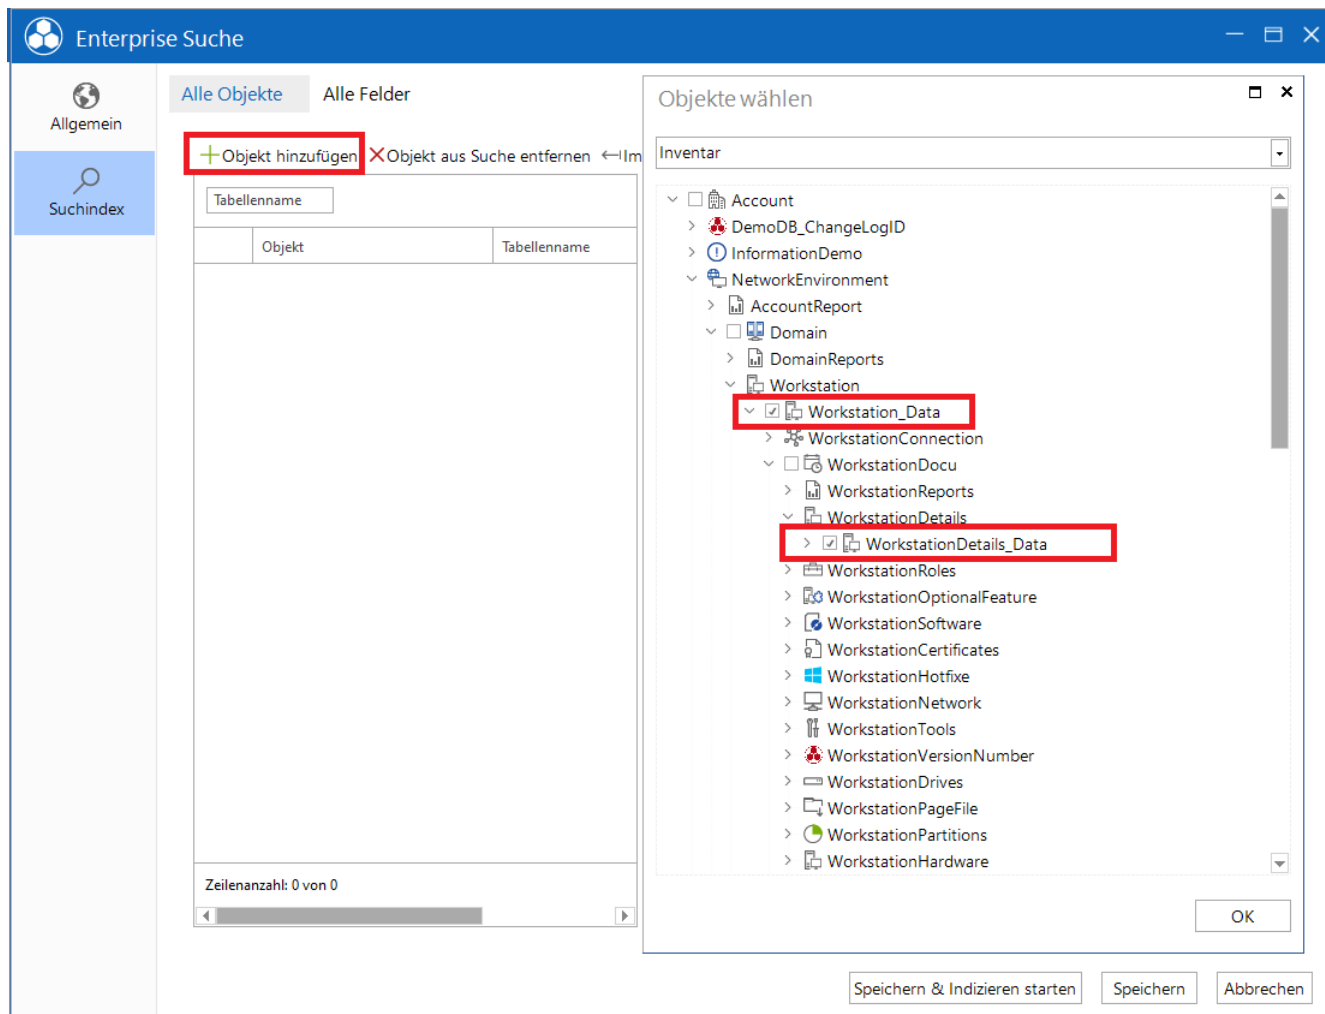 Enterprise Suche
Allgemein
Suchindex
Alle Objekte Alle Felder
Objekt hinzufügen Objekt aus Suche entfernen Im
Tabellenname
Objekt Tabellenname
Zeilenanzahl: 0 von 0
Objekte wählen
Inventar
Account
DemoDB_ChangeLogID
InformationDemo
NetworkEnvironment
AccountReport
Domain
DomainReports
Workstation
Workstation_Data
WorkstationConnection
WorkstationDocu
WorkstationReports
WorkstationDetails
WorkstationDetails_Data
WorkstationRoles
WorkstationOptionalFeature
WorkstationSoftware
WorkstationCertificates
WorkstationHotfixe
WorkstationNetwork
WorkstationTools
WorkstationVersionNumber
WorkstationDrives
WorkstationPageFile
WorkstationPartitions
WorkstationHardware
OK
Speichern & Indizieren starten Speichern Abbrechen